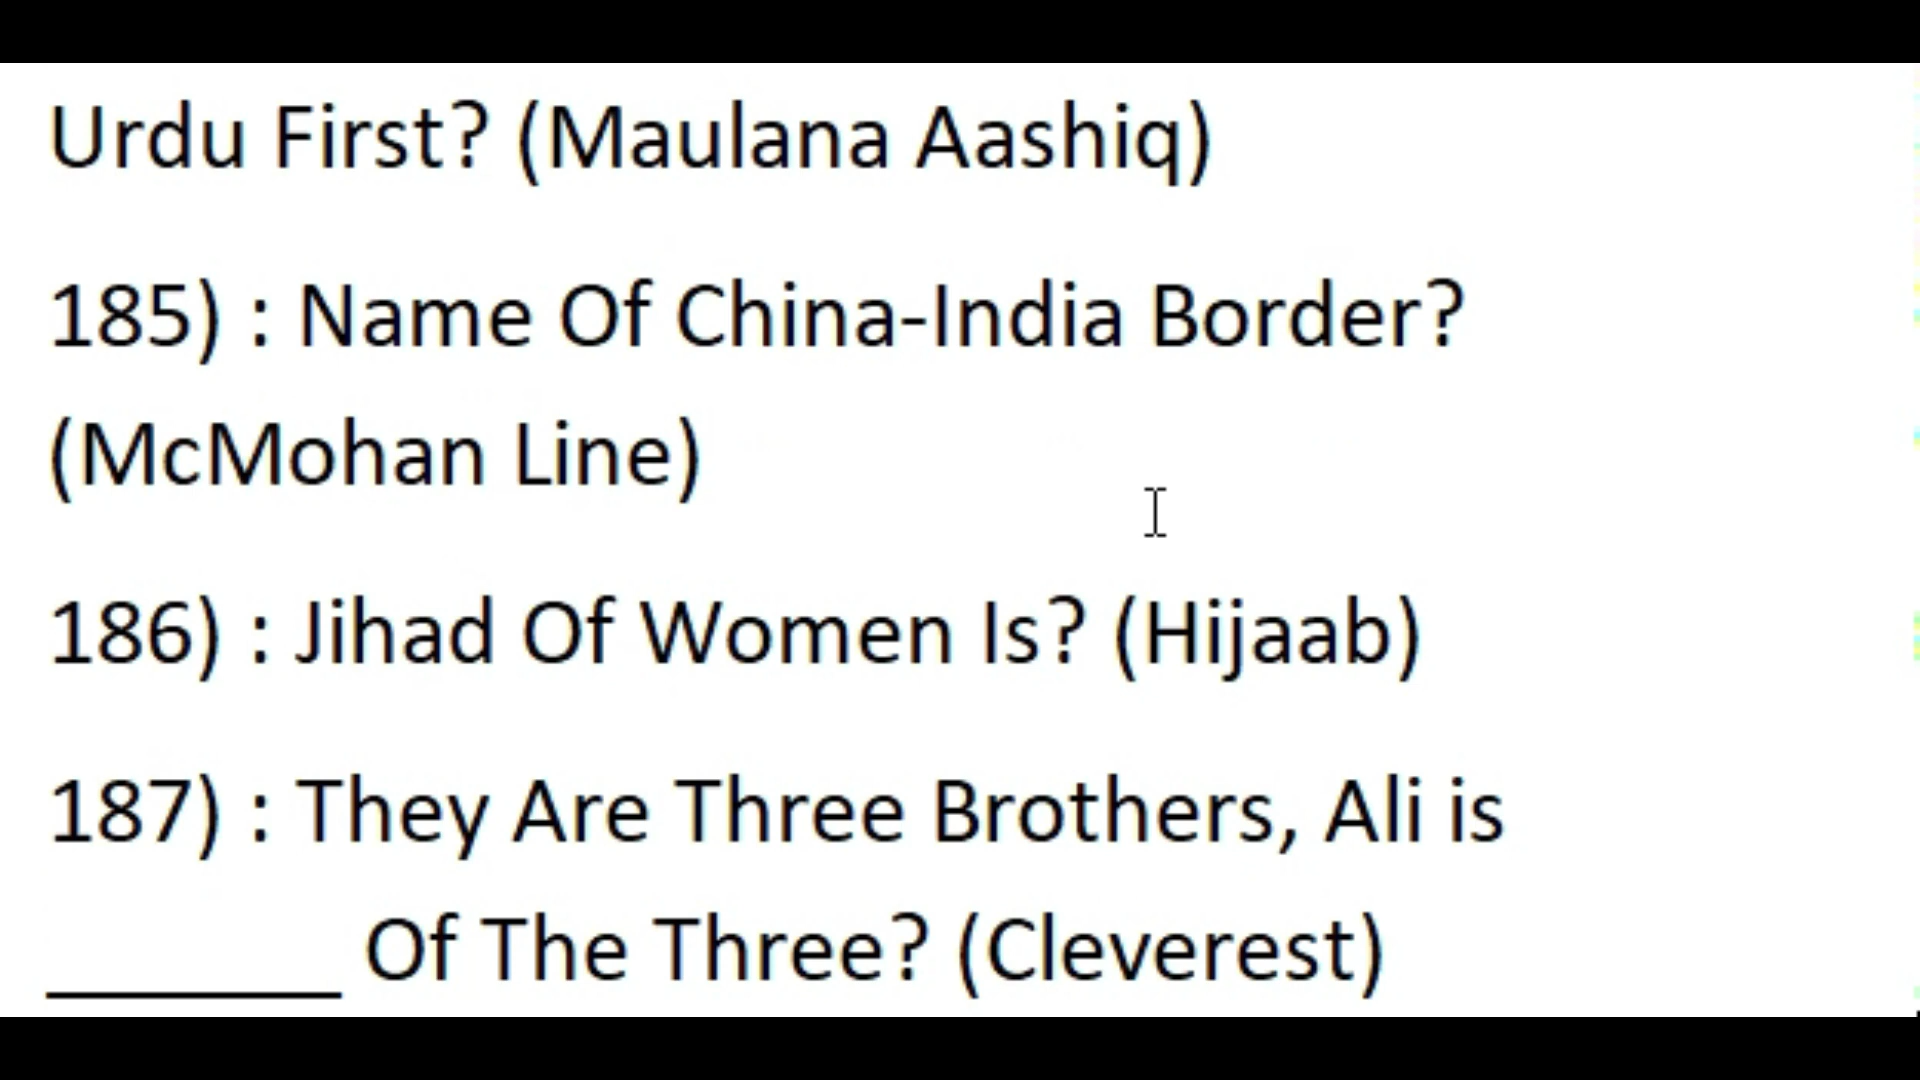 Urdu First? (Maulana Aashiq)
185) : Name Of China-India Border?
(McMohan Line)
186) : Jihad Of Women Is? (Hijaab)
187) : They Are Three Brothers, Ali is
_______ Of The Three? (Cleverest)